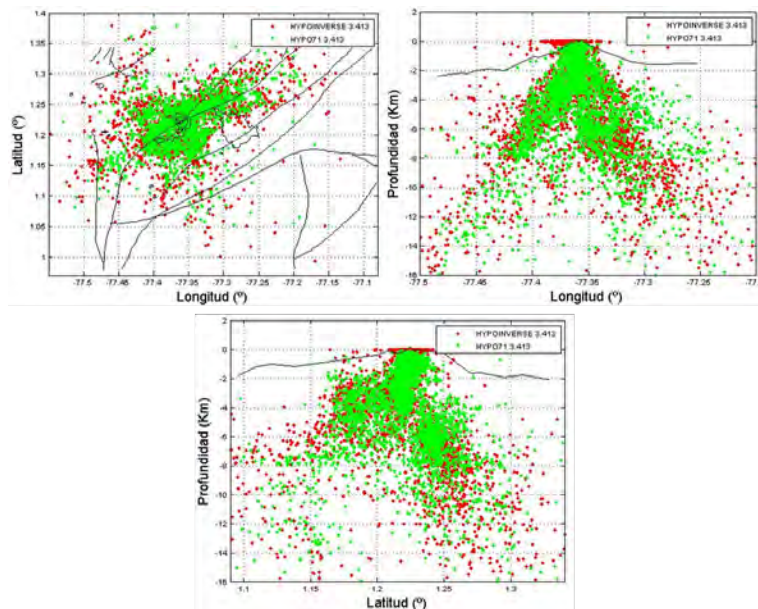 HYPOINVERSE 3.413
HYPO71 3.413
1.4
1.35
1.3
1.25
1.2
1.15
1.1
1.05
1
Latitud (º)
-77.5 -77.45 -77.4 -77.35 -77.3 -77.25 -77.2 -77.15 -77.1
Longitud (º)
HYPOINVERSE 3.413
HYPO71 3.413
0
-2
-4
-6
-8
-10
-12
-14
-16
Profundidad (Km)
-77.5 -77.45 -77.4 -77.35 -77.3 -77.25
Longitud (º)
HYPOINVERSE 3.413
HYPO71 3.413
0
-2
-4
-6
-8
-10
-12
-14
-16
Profundidad (Km)
1.1 1.15 1.2 1.25 1.3
Latitud (º)